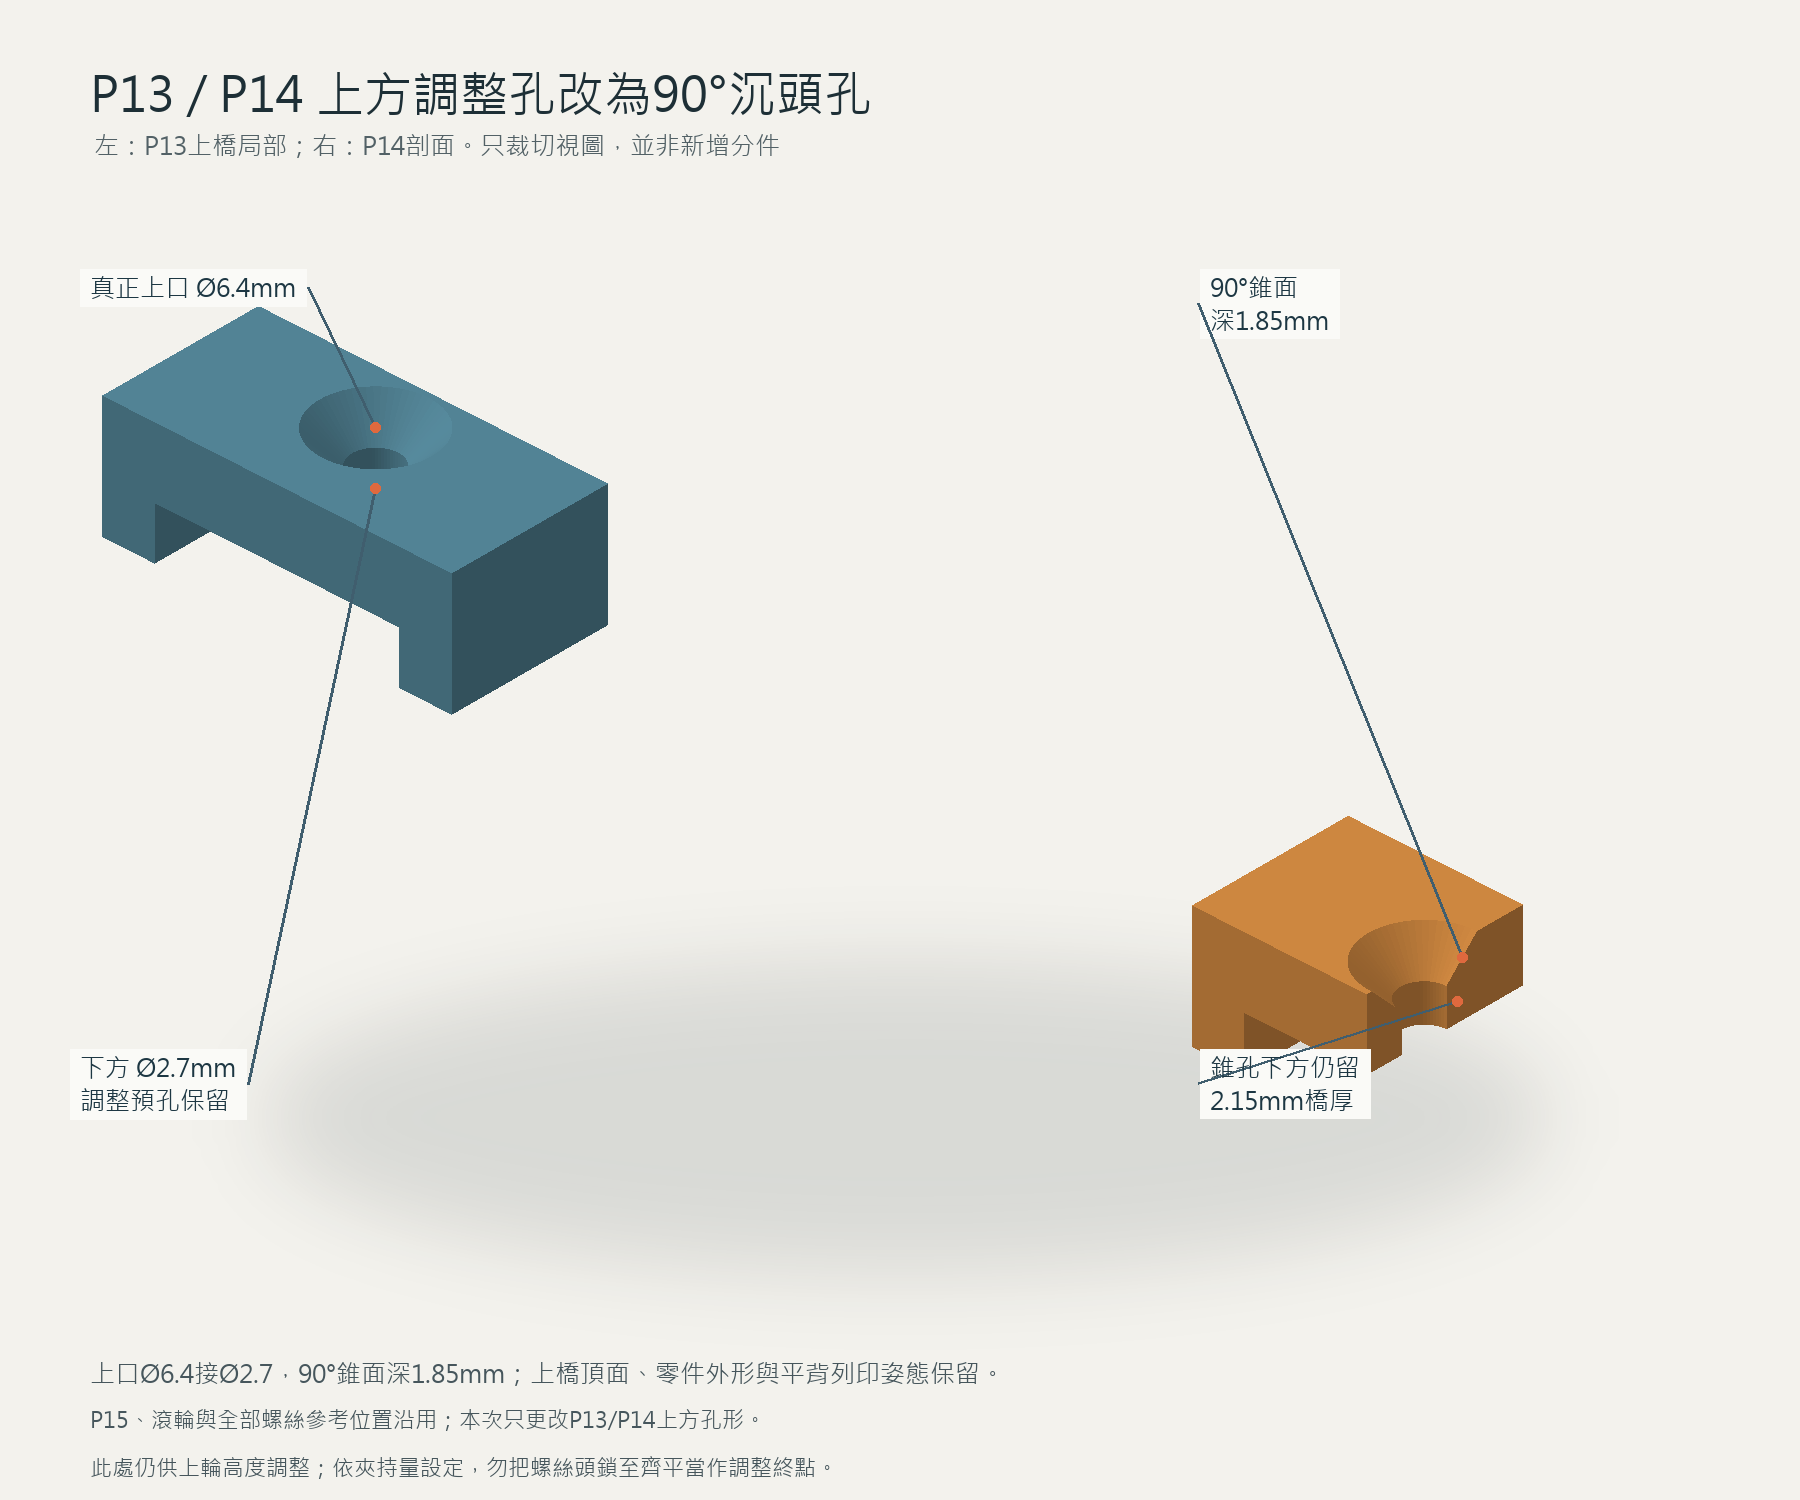 P13 / P14 上方調整孔改為90°沉頭孔
左：P13上橋局部；右：P14剖面。只裁切視圖，並非新增分件
真正上口 Ø6.4mm
90°錐面
深1.85mm
下方 Ø2.7mm
調整預孔保留
錐孔下方仍留
2.15mm橋厚
上口Ø6.4接Ø2.7，90°錐面深1.85mm；上橋頂面、零件外形與平背列印姿態保留。
P15、滾輪與全部螺絲參考位置沿用；本次只更改P13/P14上方孔形。
此處仍供上輪高度調整；依夾持量設定，勿把螺絲頭鎖至齊平當作調整終點。